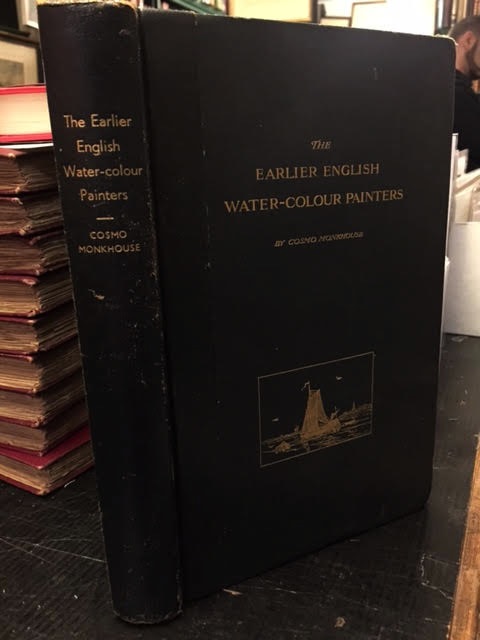 The Earlier
English
Water-colour
Painters
COSMO
MONKHOUSE
THE
EARLIER ENGLISH
WATER-COLOUR PAINTERS
BY COSMO MONKHOUSE